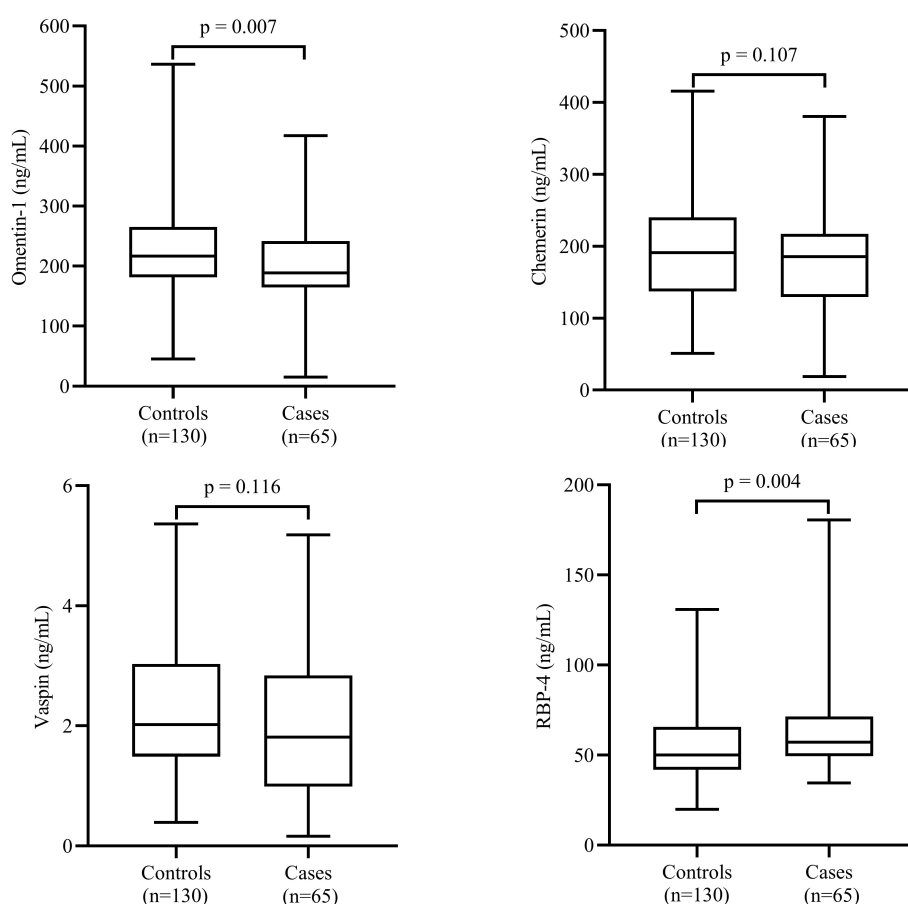 Omentin-1 (ng/mL)
600
500
400
300
200
100
0
p = 0.007
Controls
(n=130)
Cases
(n=65)
Chemerin (ng/mL)
500
400
300
200
100
0
p = 0.107
Controls
(n=130)
Cases
(n=65)
Vaspin (ng/mL)
6
4
2
0
p = 0.116
Controls
(n=130)
Cases
(n=65)
RBP-4 (ng/mL)
200
150
100
50
0
p = 0.004
Controls
(n=130)
Cases
(n=65)